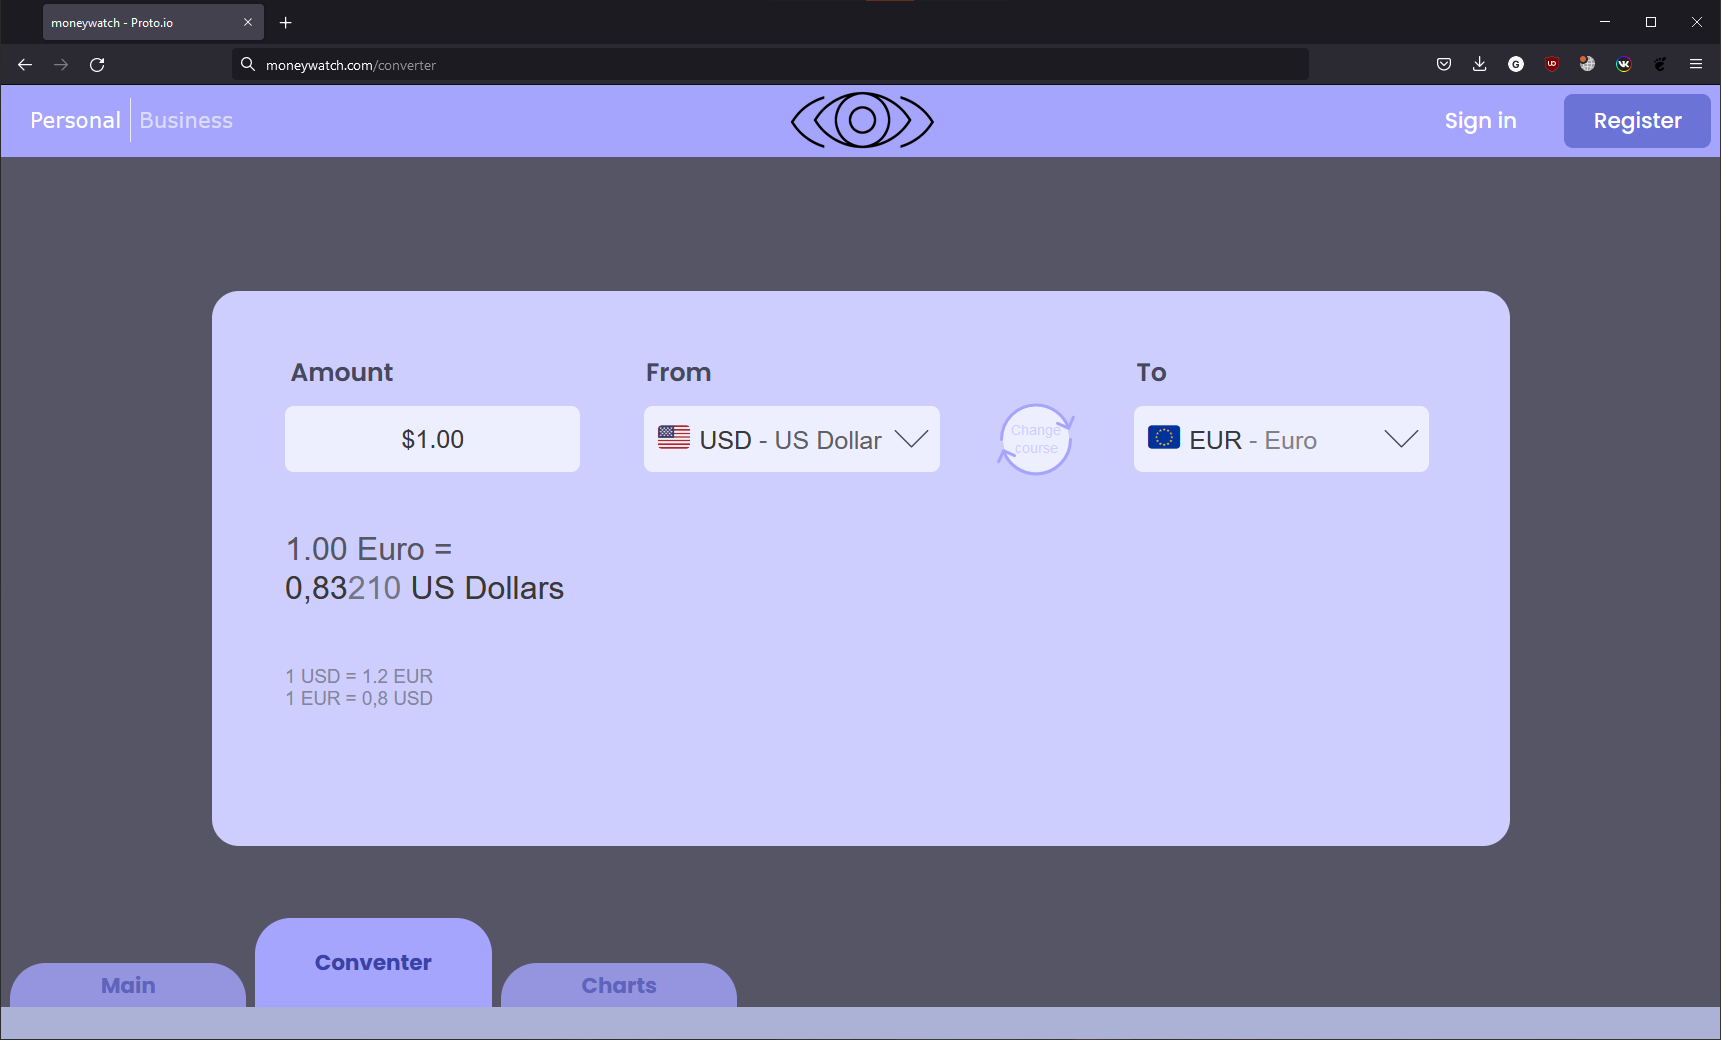 moneywatch - Proto.io
moneywatch.com/converter
G
UD
VK
Personal Business
Sign in
Register
Amount
From
To
$1.00
USD - US Dollar
Change
course
EUR - Euro
1.00 Euro =
0,83210 US Dollars
1 USD = 1.2 EUR
1 EUR = 0,8 USD
Conventer
Main
Charts